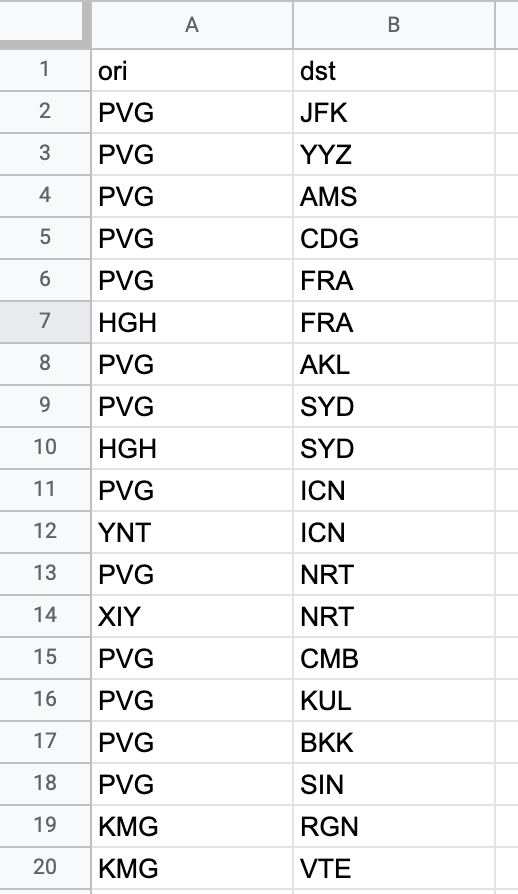 A B
1 ori dst
2 PVG JFK
3 PVG YYZ
4 PVG AMS
5 PVG CDG
6 PVG FRA
7 HGH FRA
8 PVG AKL
9 PVG SYD
10 HGH SYD
11 PVG ICN
12 YNT ICN
13 PVG NRT
14 XIY NRT
15 PVG CMB
16 PVG KUL
17 PVG BKK
18 PVG SIN
19 KMG RGN
20 KMG VTE